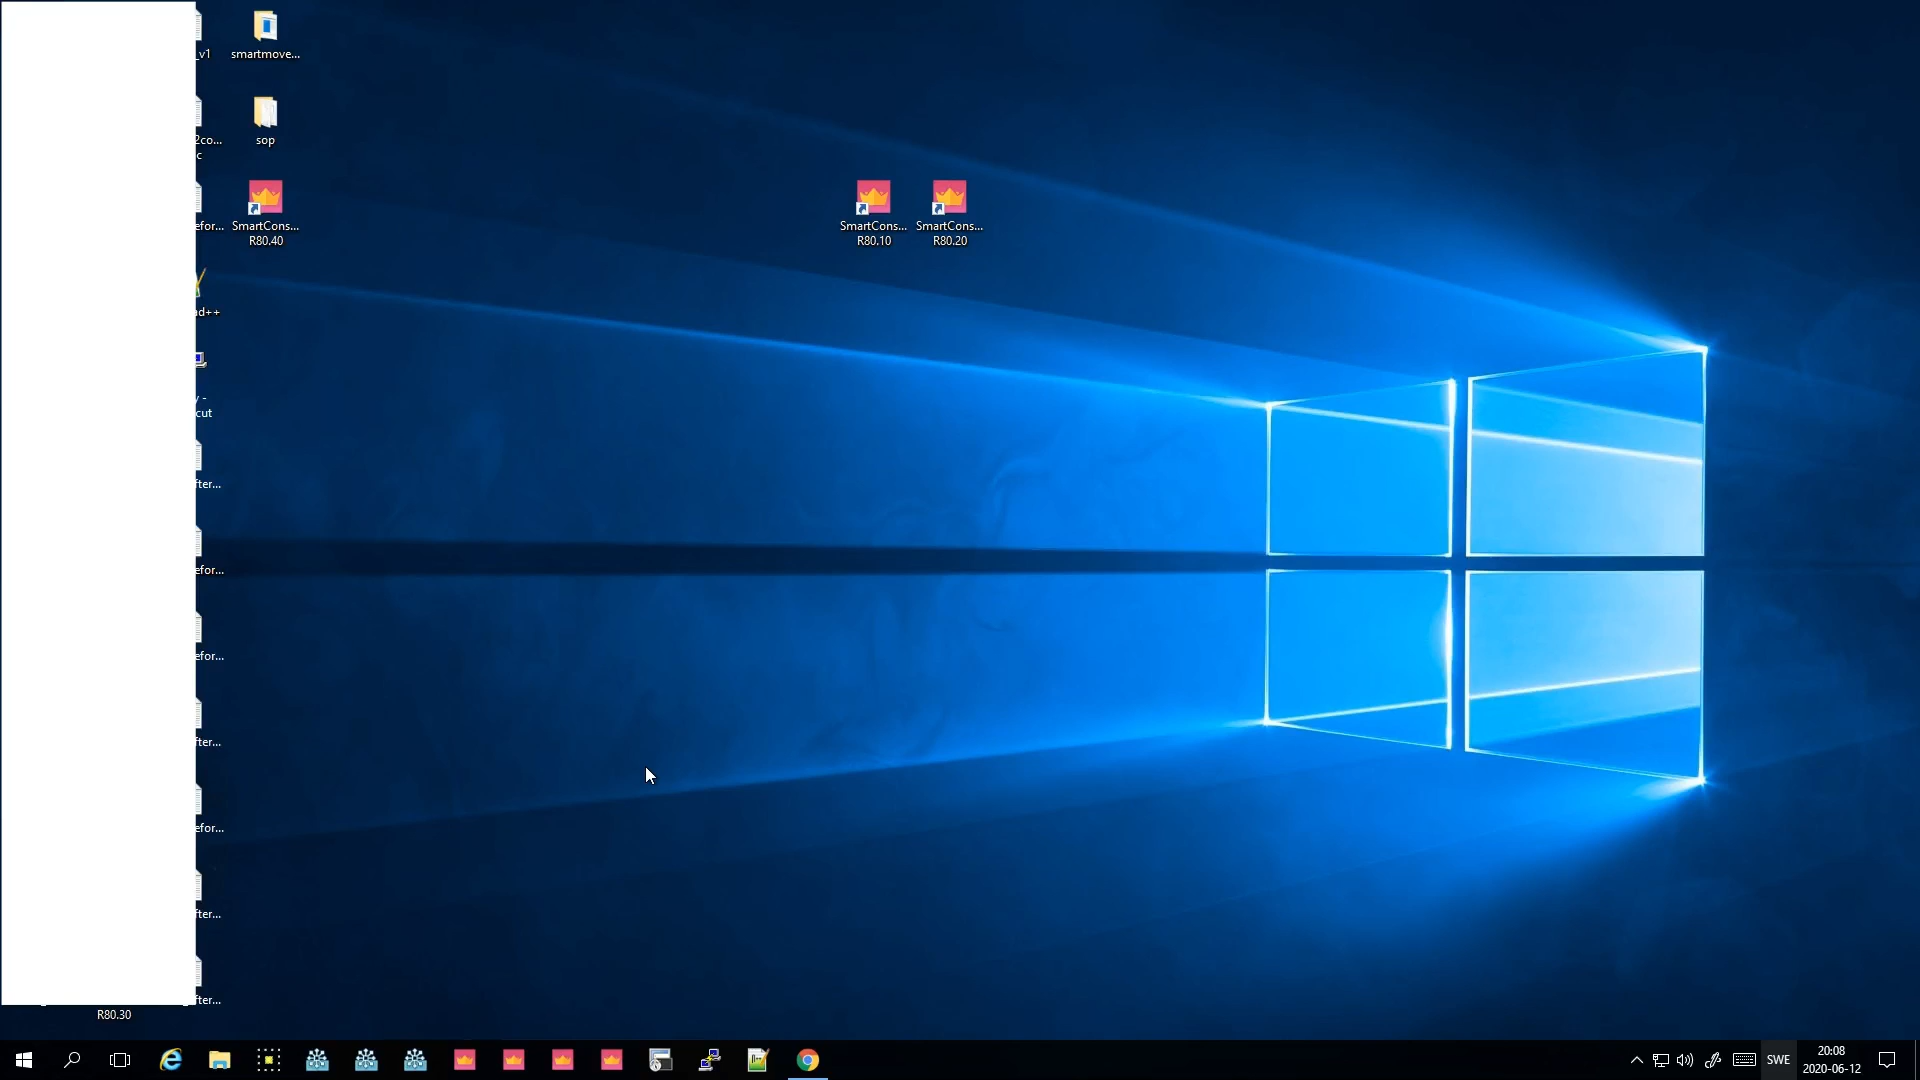 _v1
smartmove...
2co...
c
sop
efor...
SmartCons...
R80.40
SmartCons...
R80.10
SmartCons...
R80.20
ad++
y -
cut
fter...
efor...
efor...
fter...
efor...
fter...
fter...
R80.30
SWE
20:08
2020-06-12